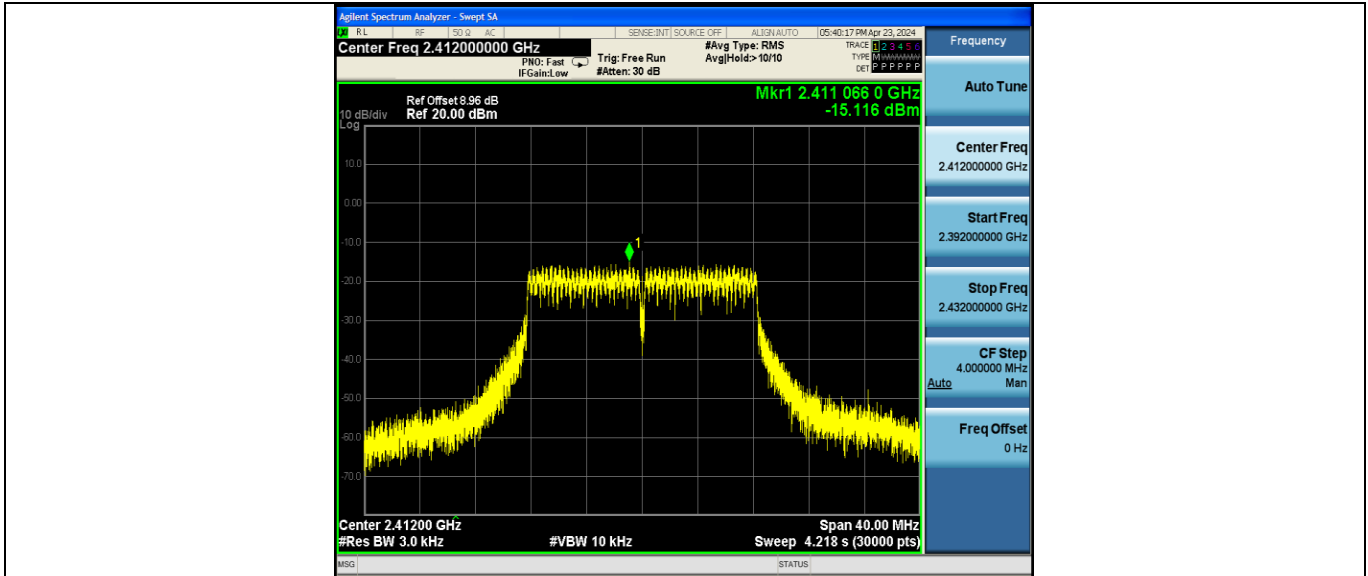 Agilent Spectrum Analyzer - Swept SA
RL RF 50 Ω AC SENSE:INT SOURCE OFF ALIGN AUTO 05:40:17 PM Apr 23, 2024
Center Freq 2.412000000 GHz
PNO: Fast
IFGain:Low
Trig: Free Run
#Atten: 30 dB
#Avg Type: RMS
Avg|Hold:> 10/10
TRACE 1 2 3 4 5 6
TYPE M
DET P P P P P P
Frequency
Mkr1 2.411 066 0 GHz
-15.116 dBm
Ref Offset 8.96 dB
10 dB/div Ref 20.00 dBm
Log
10.0
0.00
-10.0
-20.0
-30.0
-40.0
-50.0
-60.0
-70.0
1
Center 2.41200 GHz Span 40.00 MHz
#Res BW 3.0 kHz #VBW 10 kHz Sweep 4.218 s (30000 pts)
Auto Tune
Center Freq
2.412000000 GHz
Start Freq
2.392000000 GHz
Stop Freq
2.432000000 GHz
CF Step
4.000000 MHz
Auto Man
Freq Offset
0 Hz
MSG STATUS